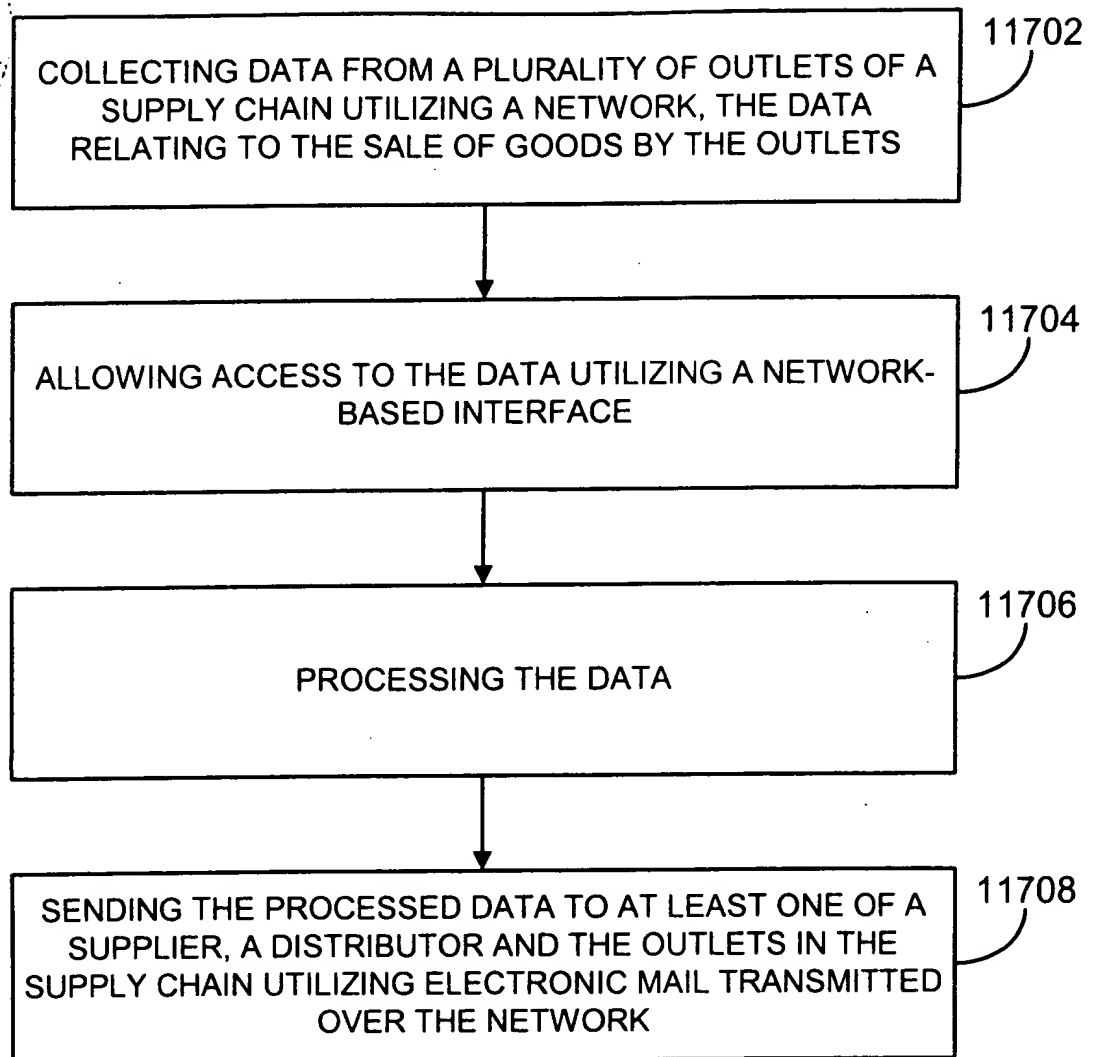 11702
COLLECTING DATA FROM A PLURALITY OF OUTLETS OF A
SUPPLY CHAIN UTILIZING A NETWORK, THE DATA
RELATING TO THE SALE OF GOODS BY THE OUTLETS
11704
ALLOWING ACCESS TO THE DATA UTILIZING A NETWORK-
BASED INTERFACE
11706
PROCESSING THE DATA
11708
SENDING THE PROCESSED DATA TO AT LEAST ONE OF A
SUPPLIER, A DISTRIBUTOR AND THE OUTLETS IN THE
SUPPLY CHAIN UTILIZING ELECTRONIC MAIL TRANSMITTED
OVER THE NETWORK